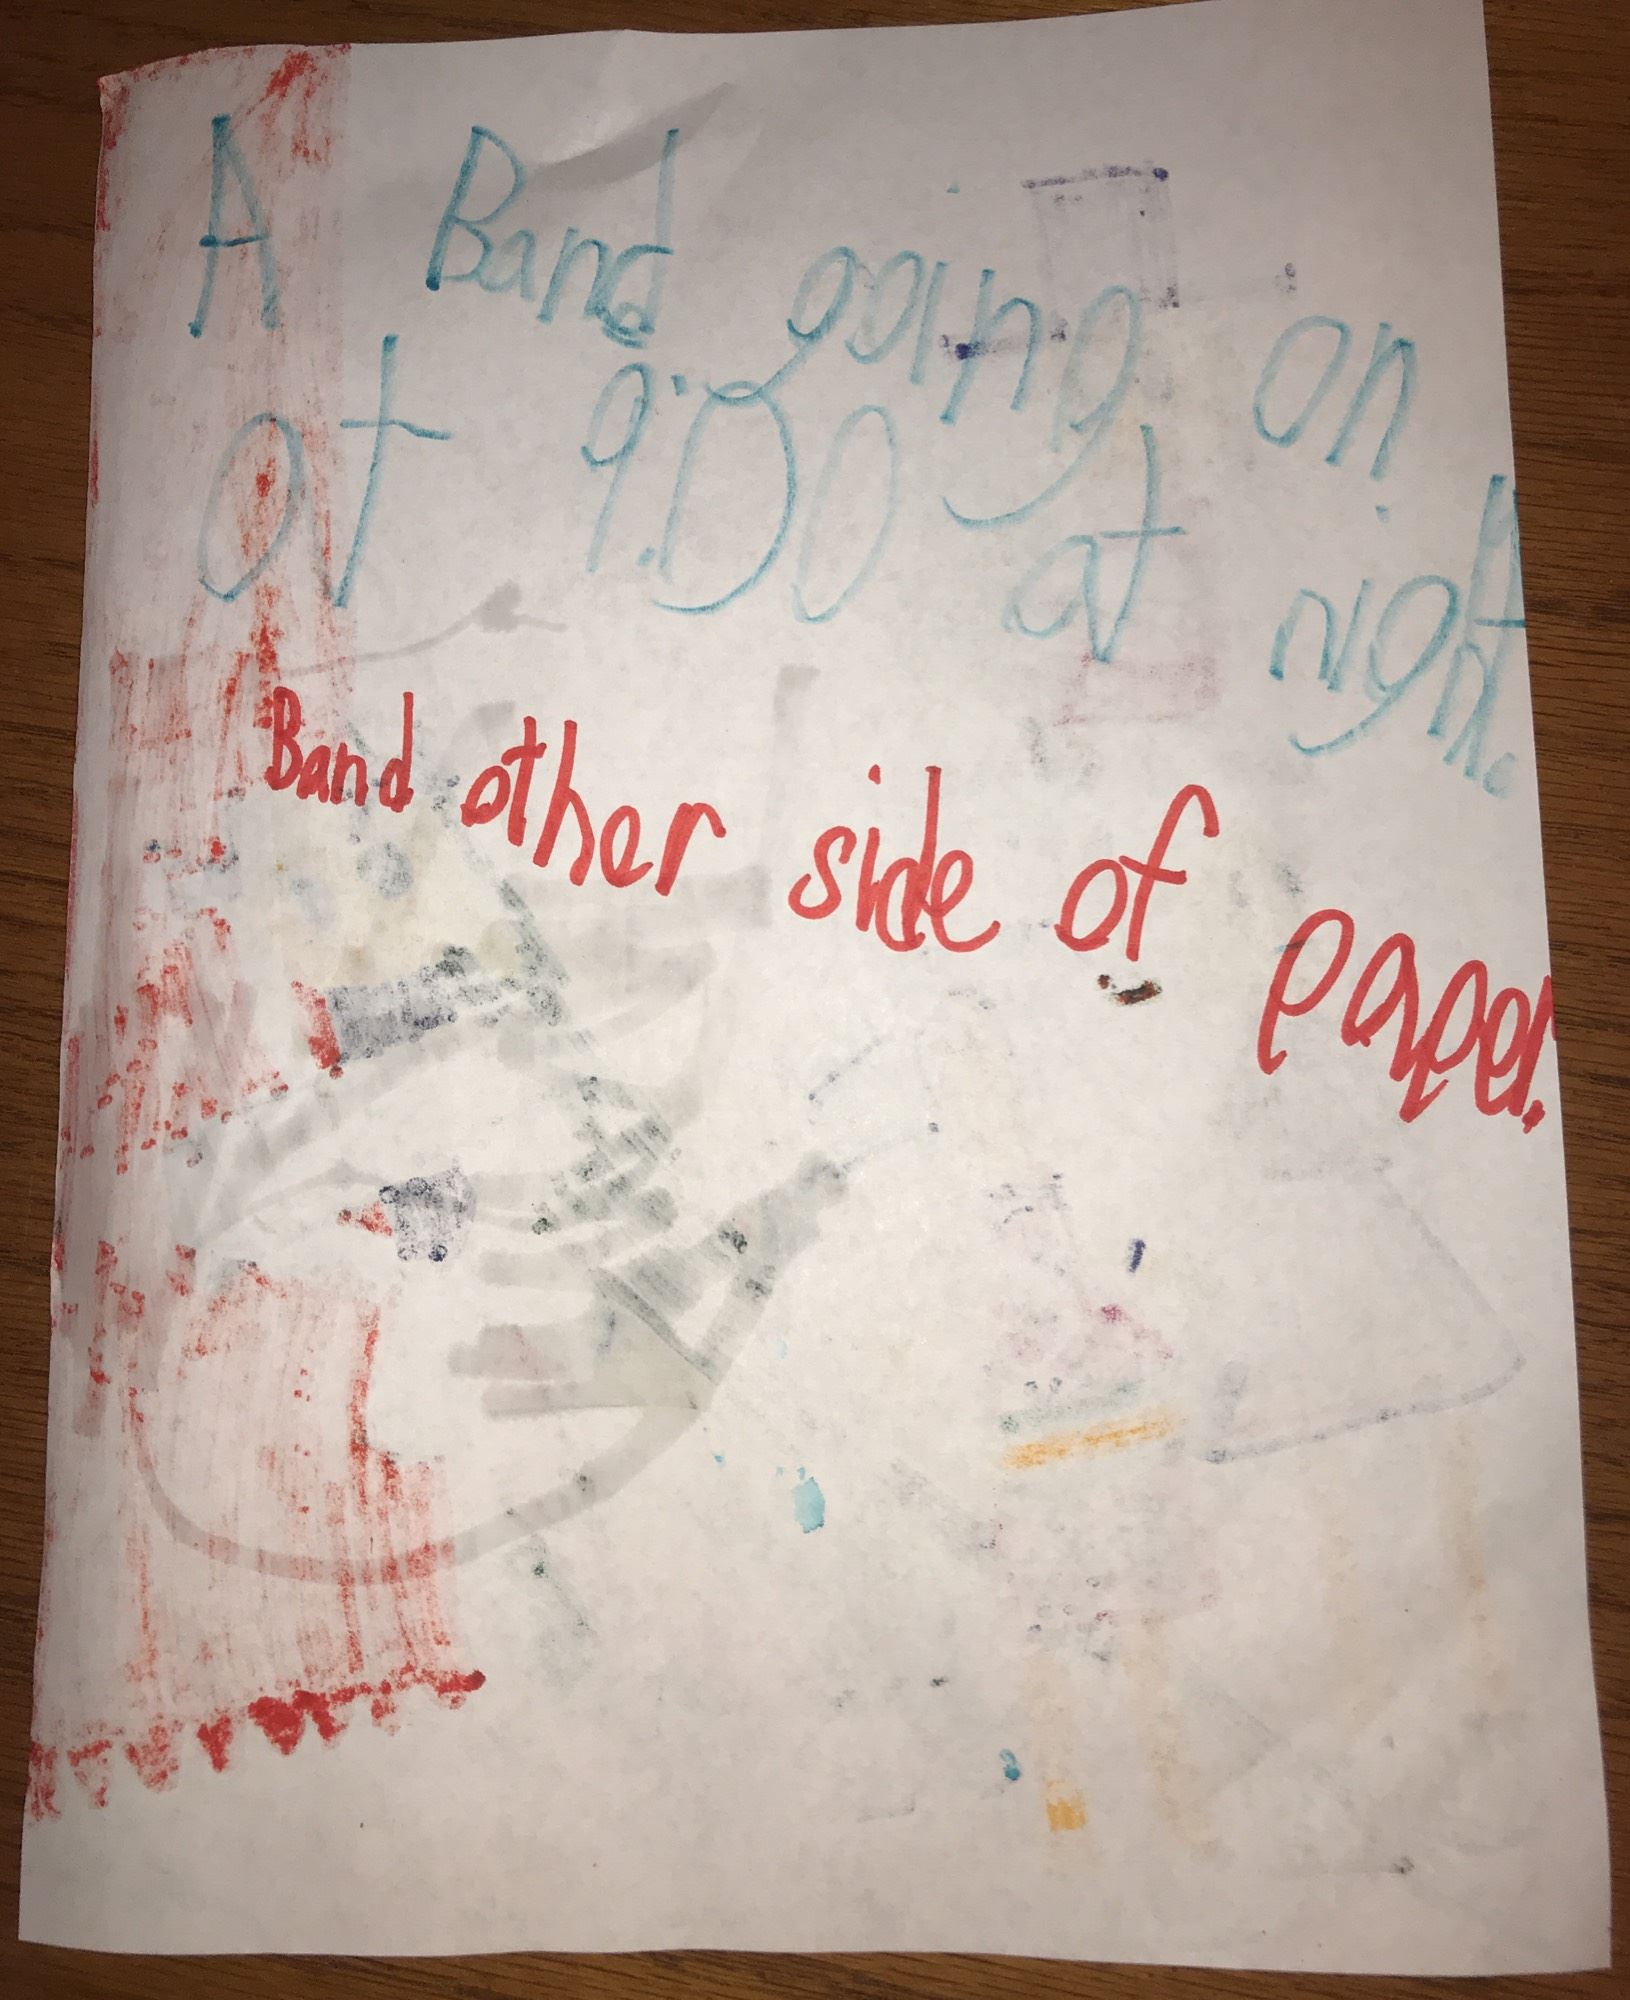 A Band going on
at 9:00 at night.
Band other side of paper.